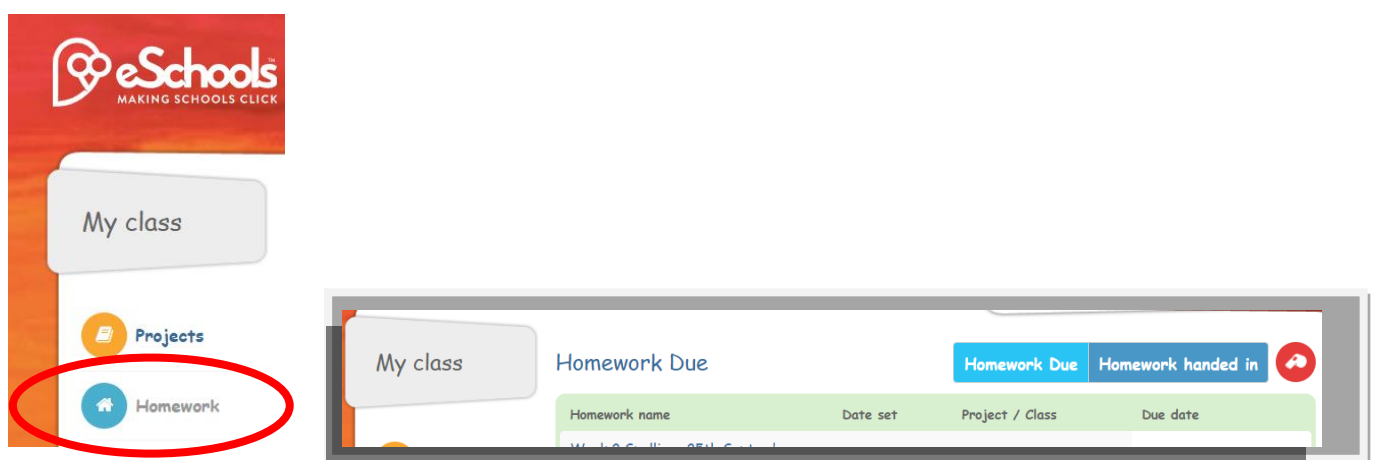 eSchools
MAKING SCHOOLS CLICK
My class
Projects
Homework
My class
Homework Due
Homework Due Homework handed in
Homework name Date set Project / Class Due date